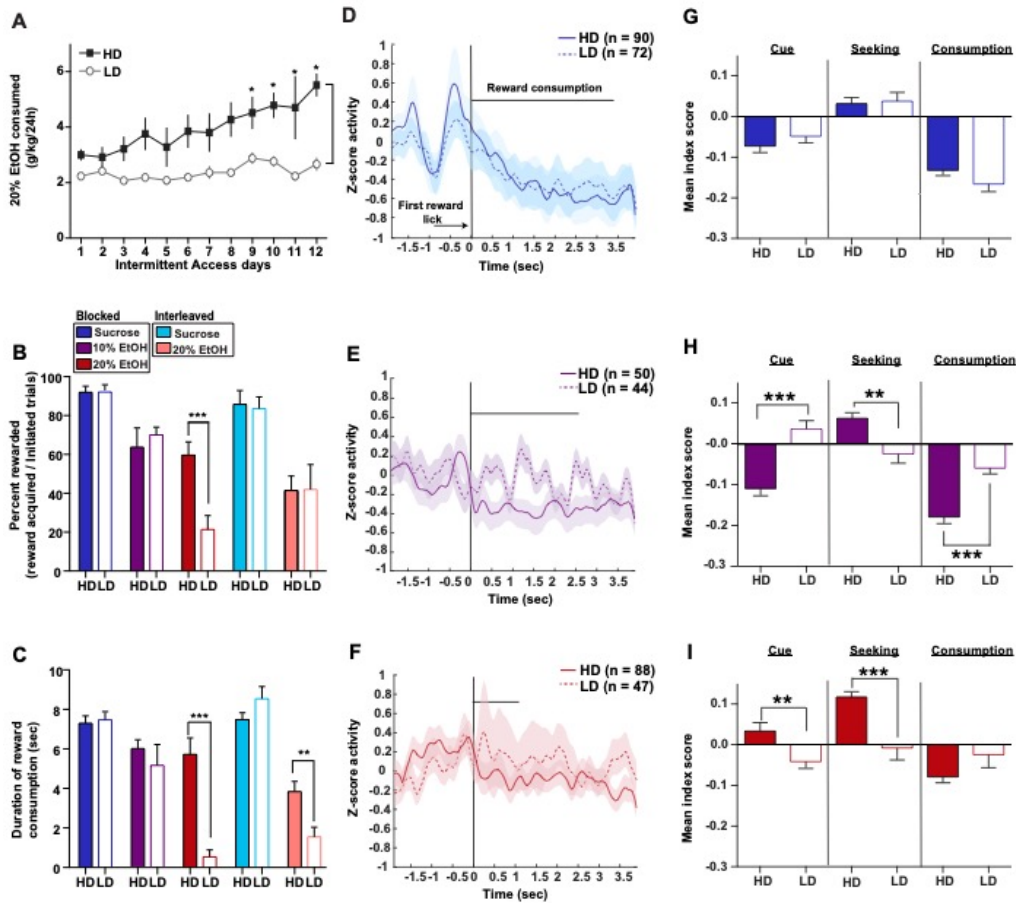 A
HD
LD
20% EtOH consumed
(g/kg/24h)
6
4
2
0
* * * *
1 2 3 4 5 6 7 8 9 10 11 12
Intermittent Access days
Blocked
Sucrose
10% EtOH
20% EtOH
Interleaved
Sucrose
20% EtOH
B
Percent rewarded
(reward acquired / initiated trials)
100
80
60
40
20
0
***
HD LD HD LD HD LD HD LD HD LD
C
Duration of reward
consumption (sec)
10
8
6
4
2
0
***
**
HD LD HD LD HD LD HD LD HD LD
D
HD (n = 90)
LD (n = 72)
Reward consumption
First reward
lick
Z-score activity
1
0.8
0.6
0.4
0.2
0
-0.2
-0.4
-0.6
-0.8
-1
-1.5 -1 -0.5 0 0.5 1 1.5 2 2.5 3 3.5
Time (sec)
E
HD (n = 50)
LD (n = 44)
Z-score activity
1
0.8
0.6
0.4
0.2
0
-0.2
-0.4
-0.6
-0.8
-1
-1.5 -1 -0.5 0 0.5 1 1.5 2 2.5 3 3.5
Time (sec)
F
HD (n = 88)
LD (n = 47)
Z-score activity
1
0.8
0.6
0.4
0.2
0
-0.2
-0.4
-0.6
-0.8
-1
-1.5 -1 -0.5 0 0.5 1 1.5 2 2.5 3 3.5
Time (sec)
G
Cue Seeking Consumption
Mean index score
0.1
0.0
-0.1
-0.2
-0.3
HD LD HD LD HD LD
H
Cue Seeking Consumption
Mean index score
0.1
-0.0
-0.1
-0.2
-0.3
*** **
***
HD LD HD LD HD LD
I
Cue Seeking Consumption
Mean index score
0.1
0.0
-0.1
-0.2
-0.3
** ***
HD LD HD LD HD LD